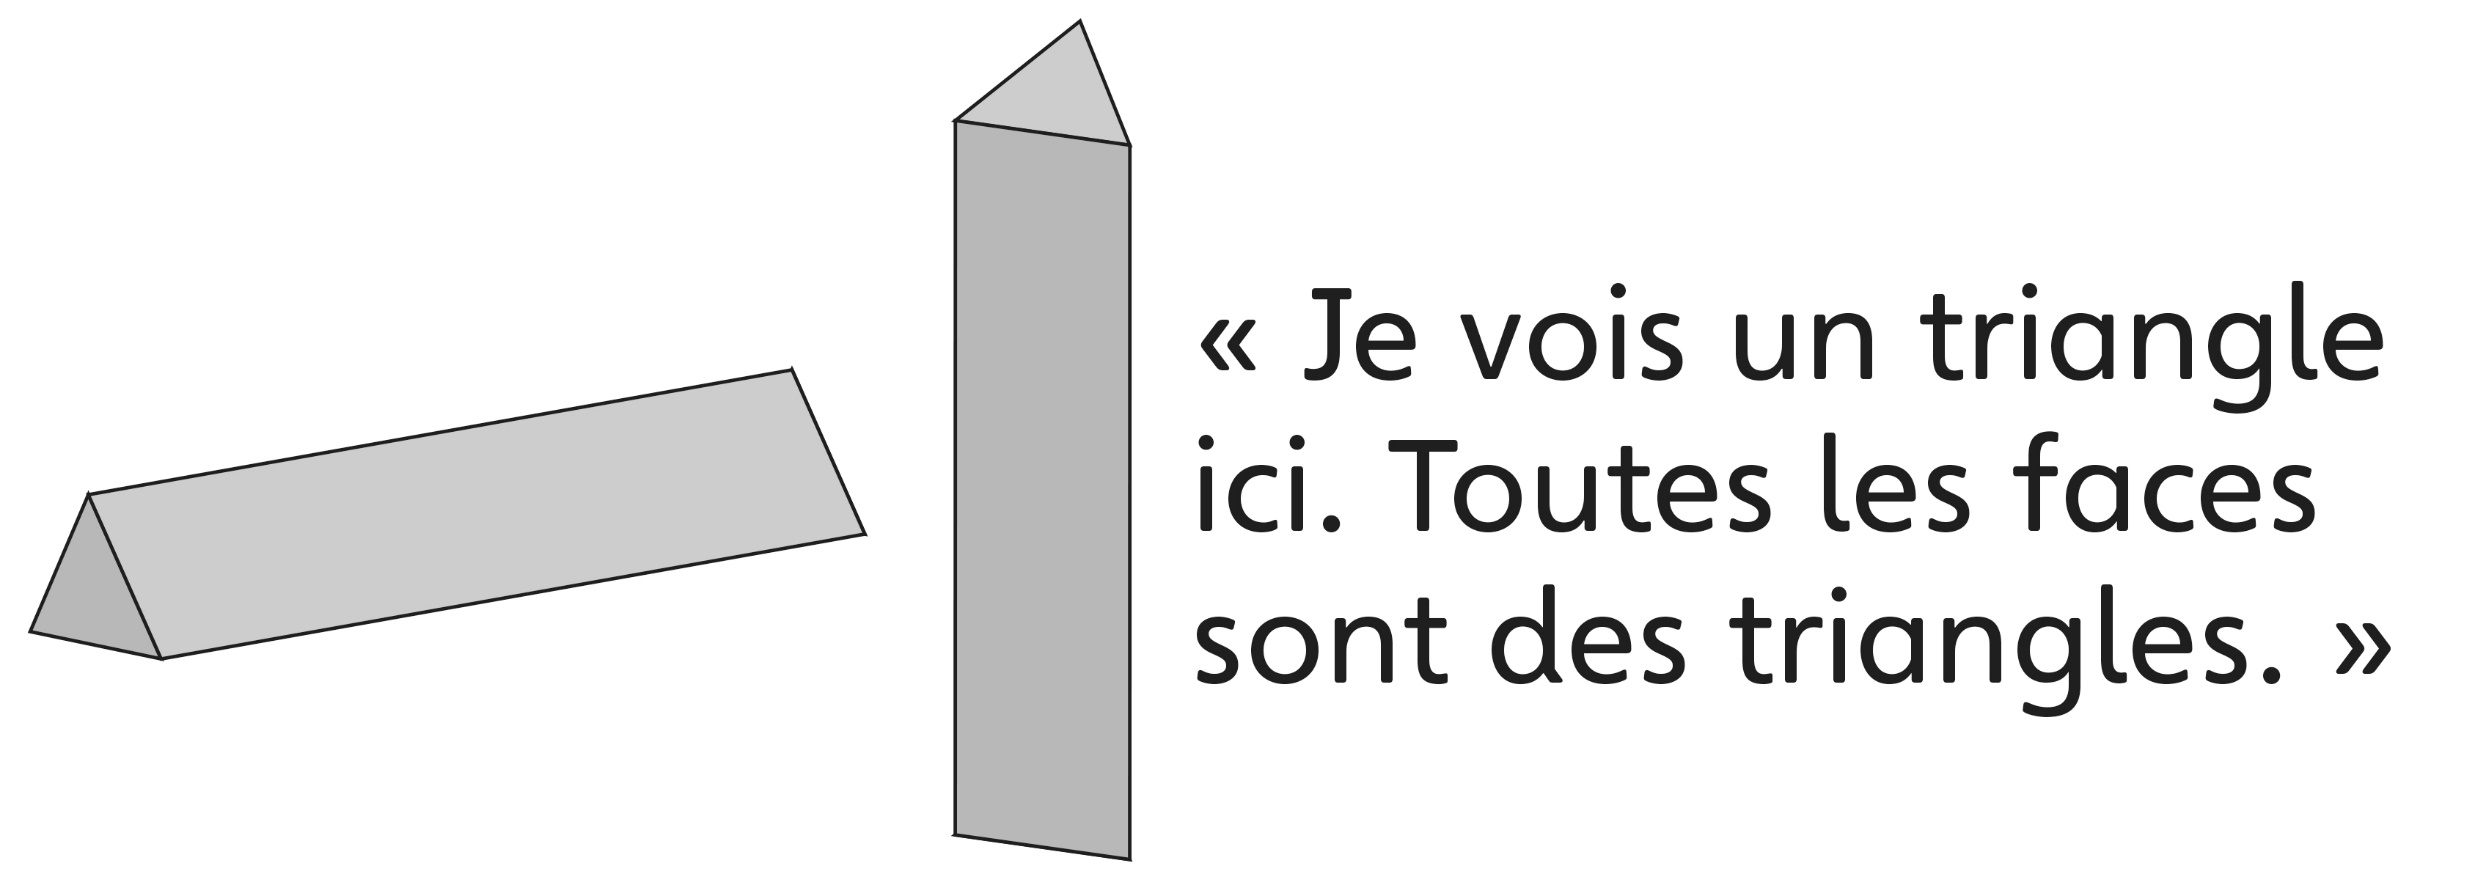 « Je vois un triangle
ici. Toutes les faces
sont des triangles. »